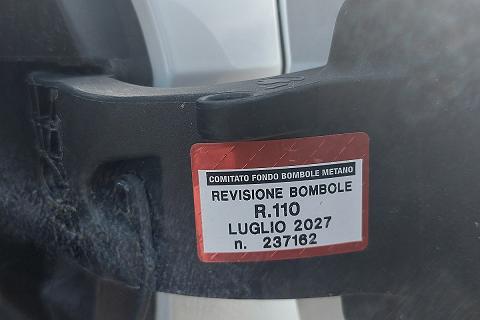 COMITATO FONDO BOMBOLE METANO
REVISIONE BOMBOLE
R.110
LUGLIO 2027
n. 237162